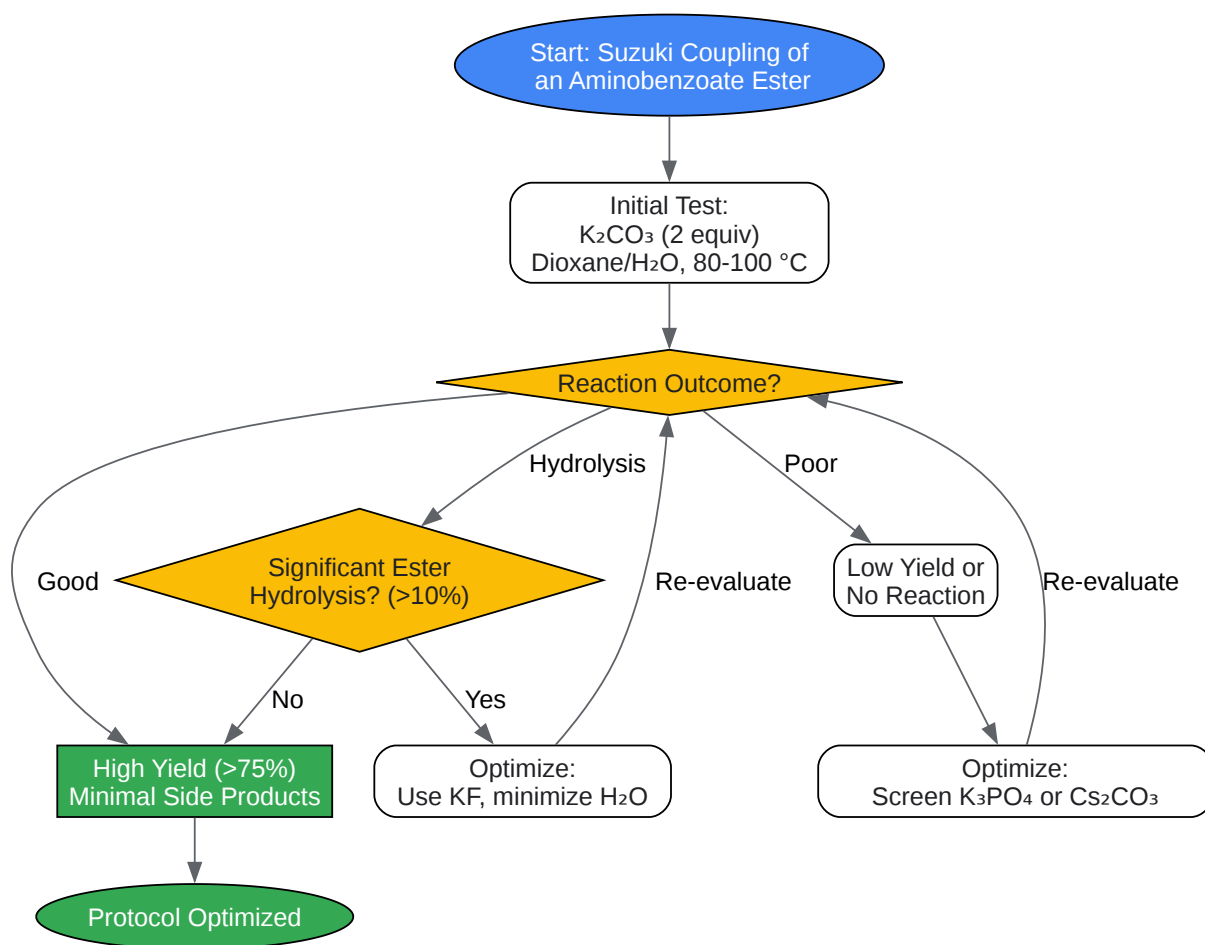 Start: Suzuki Coupling of
an Aminobenzoate Ester
Initial Test:
K₂CO₃ (2 equiv)
Dioxane/H₂O, 80-100 °C
Reaction Outcome?
Hydrolysis
Poor
Significant Ester
Hydrolysis? (>10%)
Good
Re-evaluate
Low Yield or
No Reaction
Re-evaluate
No
Yes
High Yield (>75%)
Minimal Side Products
Optimize:
Use KF, minimize H₂O
Optimize:
Screen K₃PO₄ or Cs₂CO₃
Protocol Optimized